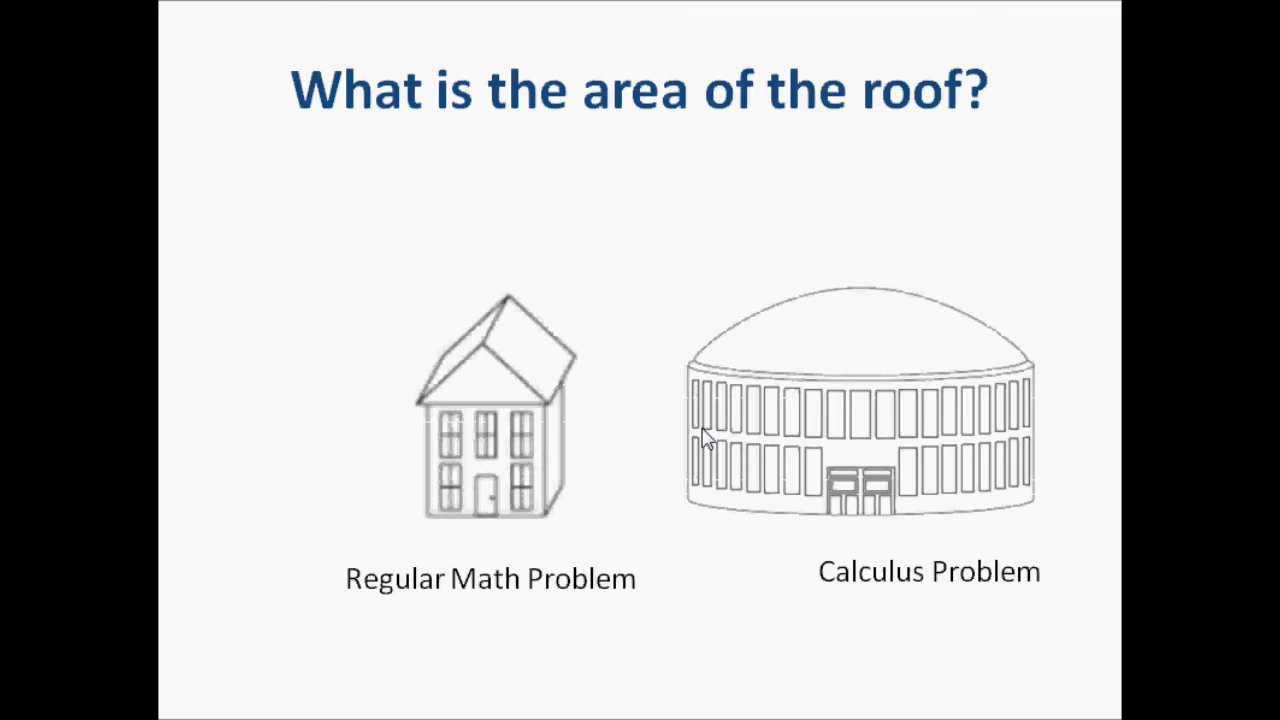 What is the area of the roof?
Regular Math Problem
Calculus Problem